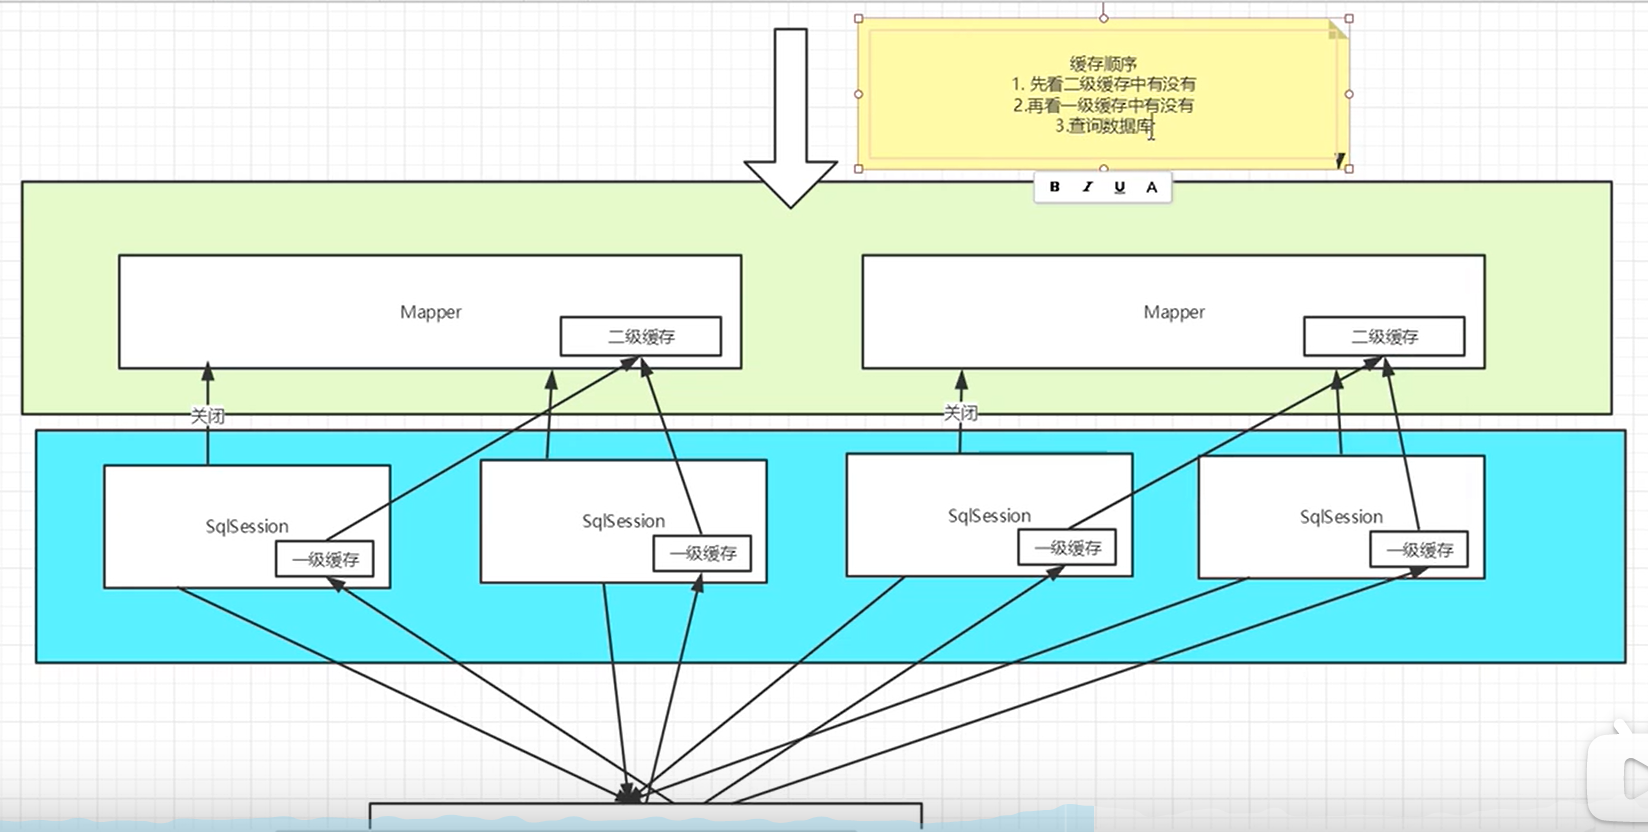 缓存顺序
1. 先看二级缓存中有没有
2.再看一级缓存中有没有
3.查询数据库
B I U A
Mapper
二级缓存
Mapper
二级缓存
关闭
关闭
SqlSession
一级缓存
SqlSession
一级缓存
SqlSession
一级缓存
SqlSession
一级缓存